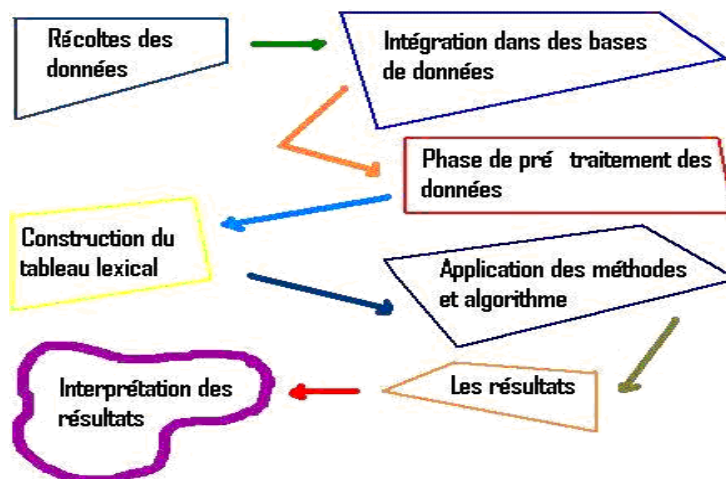 Récoltes des
données
Intégration dans des bases
de données
Phase de pré traitement des
données
Construction du
tableau lexical
Application des méthodes
et algorithme
Les résultats
Interprétation des
résultats